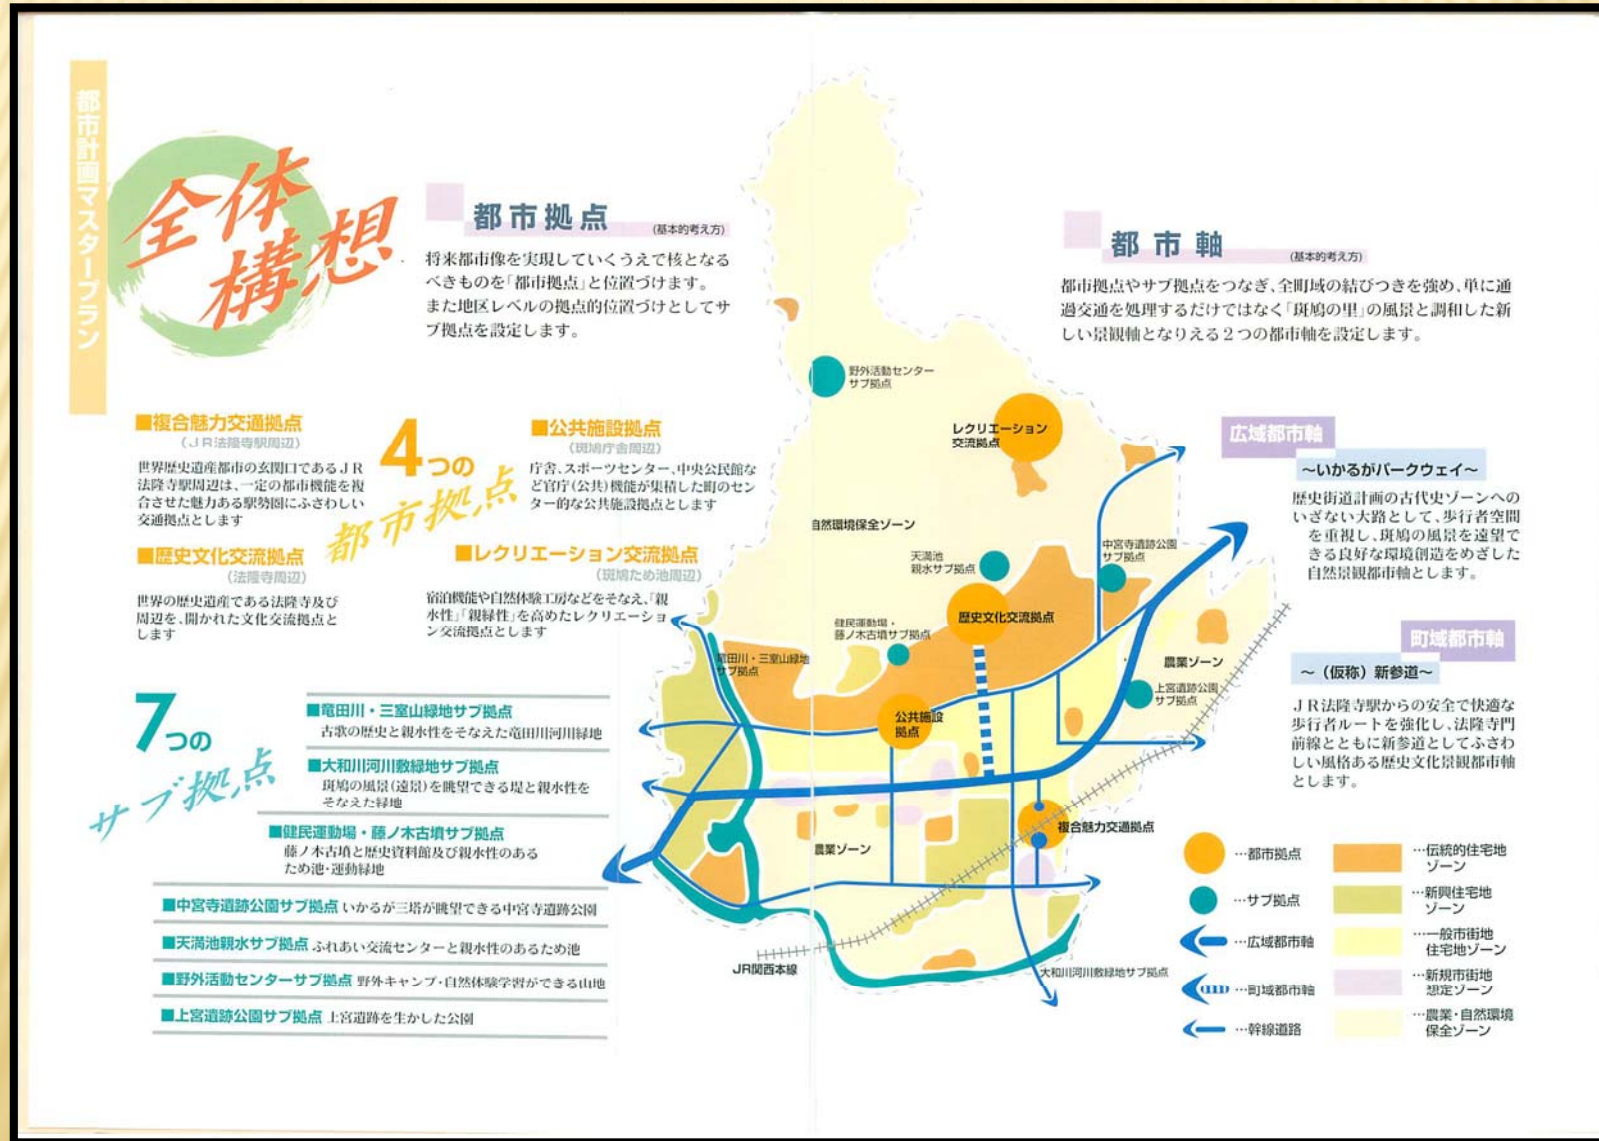 都市計画マスタープラン
全体
構想
都市拠点
(基本的考え方)
将来都市像を実現していくうえで核となる
べきものを「都市拠点」と位置づけます。
また地区レベルの拠点的位置づけとしてサ
ブ拠点を設定します。
都市軸
(基本的考え方)
都市拠点やサブ拠点をつなぎ、全町域の結びつきを強め、単に通
過交通を処理するだけではなく「斑鳩の里」の風景と調和した新
しい景観軸となりえる2つの都市軸を設定します。
4つの
都市拠点
■複合魅力交通拠点
(JR法隆寺駅周辺)
世界歴史遺産都市の玄関口であるJR
法隆寺駅周辺は、一定の都市機能を複
合させた魅力ある駅勢圏にふさわしい
交通拠点とします
■公共施設拠点
(斑鳩庁舎周辺)
庁舎、スポーツセンター、中央公民館な
ど官庁(公共)機能が集積した町のセン
ター的な公共施設拠点とします
■歴史文化交流拠点
(法隆寺周辺)
世界の歴史遺産である法隆寺及び
周辺を、開かれた文化交流拠点と
します
■レクリエーション交流拠点
(斑鳩ため池周辺)
宿泊機能や自然体験工房などをそなえ、「親
水性」「親緑性」を高めたレクリエーショ
ン交流拠点とします
7つの
サブ拠点
■竜田川・三室山緑地サブ拠点
古歌の歴史と親水性をそなえた竜田川河川緑地
■大和川河川敷緑地サブ拠点
斑鳩の風景(遠景)を眺望できる堤と親水性を
そなえた緑地
■健民運動場・藤ノ木古墳サブ拠点
藤ノ木古墳と歴史資料館及び親水性のある
ため池・運動緑地
■中宮寺遺跡公園サブ拠点 いかるが三塔が眺望できる中宮寺遺跡公園
■天満池親水サブ拠点 ふれあい交流センターと親水性のあるため池
■野外活動センターサブ拠点 野外キャンプ・自然体験学習ができる山地
■上宮遺跡公園サブ拠点 上宮遺跡を生かした公園
野外活動センター
サブ拠点
レクリエーション
交流拠点
自然環境保全ゾーン
天満池
親水サブ拠点
中宮寺遺跡公園
サブ拠点
歴史文化交流拠点
健民運動場・
藤ノ木古墳サブ拠点
竜田川・三室山緑地
サブ拠点
農業ゾーン
上宮遺跡公園
サブ拠点
公共施設
拠点
複合魅力交通拠点
農業ゾーン
JR関西本線
大和川河川敷緑地サブ拠点
広域都市軸
～いかるがパークウェイ～
歴史街道計画の古代史ゾーンへの
いざない大路として、歩行者空間
を重視し、斑鳩の風景を遠望で
きる良好な環境創造をめざした
自然景観都市軸とします。
町域都市軸
～(仮称)新参道～
JR法隆寺駅からの安全で快適な
歩行者ルートを強化し、法隆寺門
前線とともに新参道としてふさわ
しい風格ある歴史文化景観都市軸
とします。
…都市拠点
…サブ拠点
…広域都市軸
…町域都市軸
…幹線道路
…伝統的住宅地
ゾーン
…新興住宅地
ゾーン
…一般市街地
住宅地ゾーン
…新規市街地
想定ゾーン
…農業・自然環境
保全ゾーン